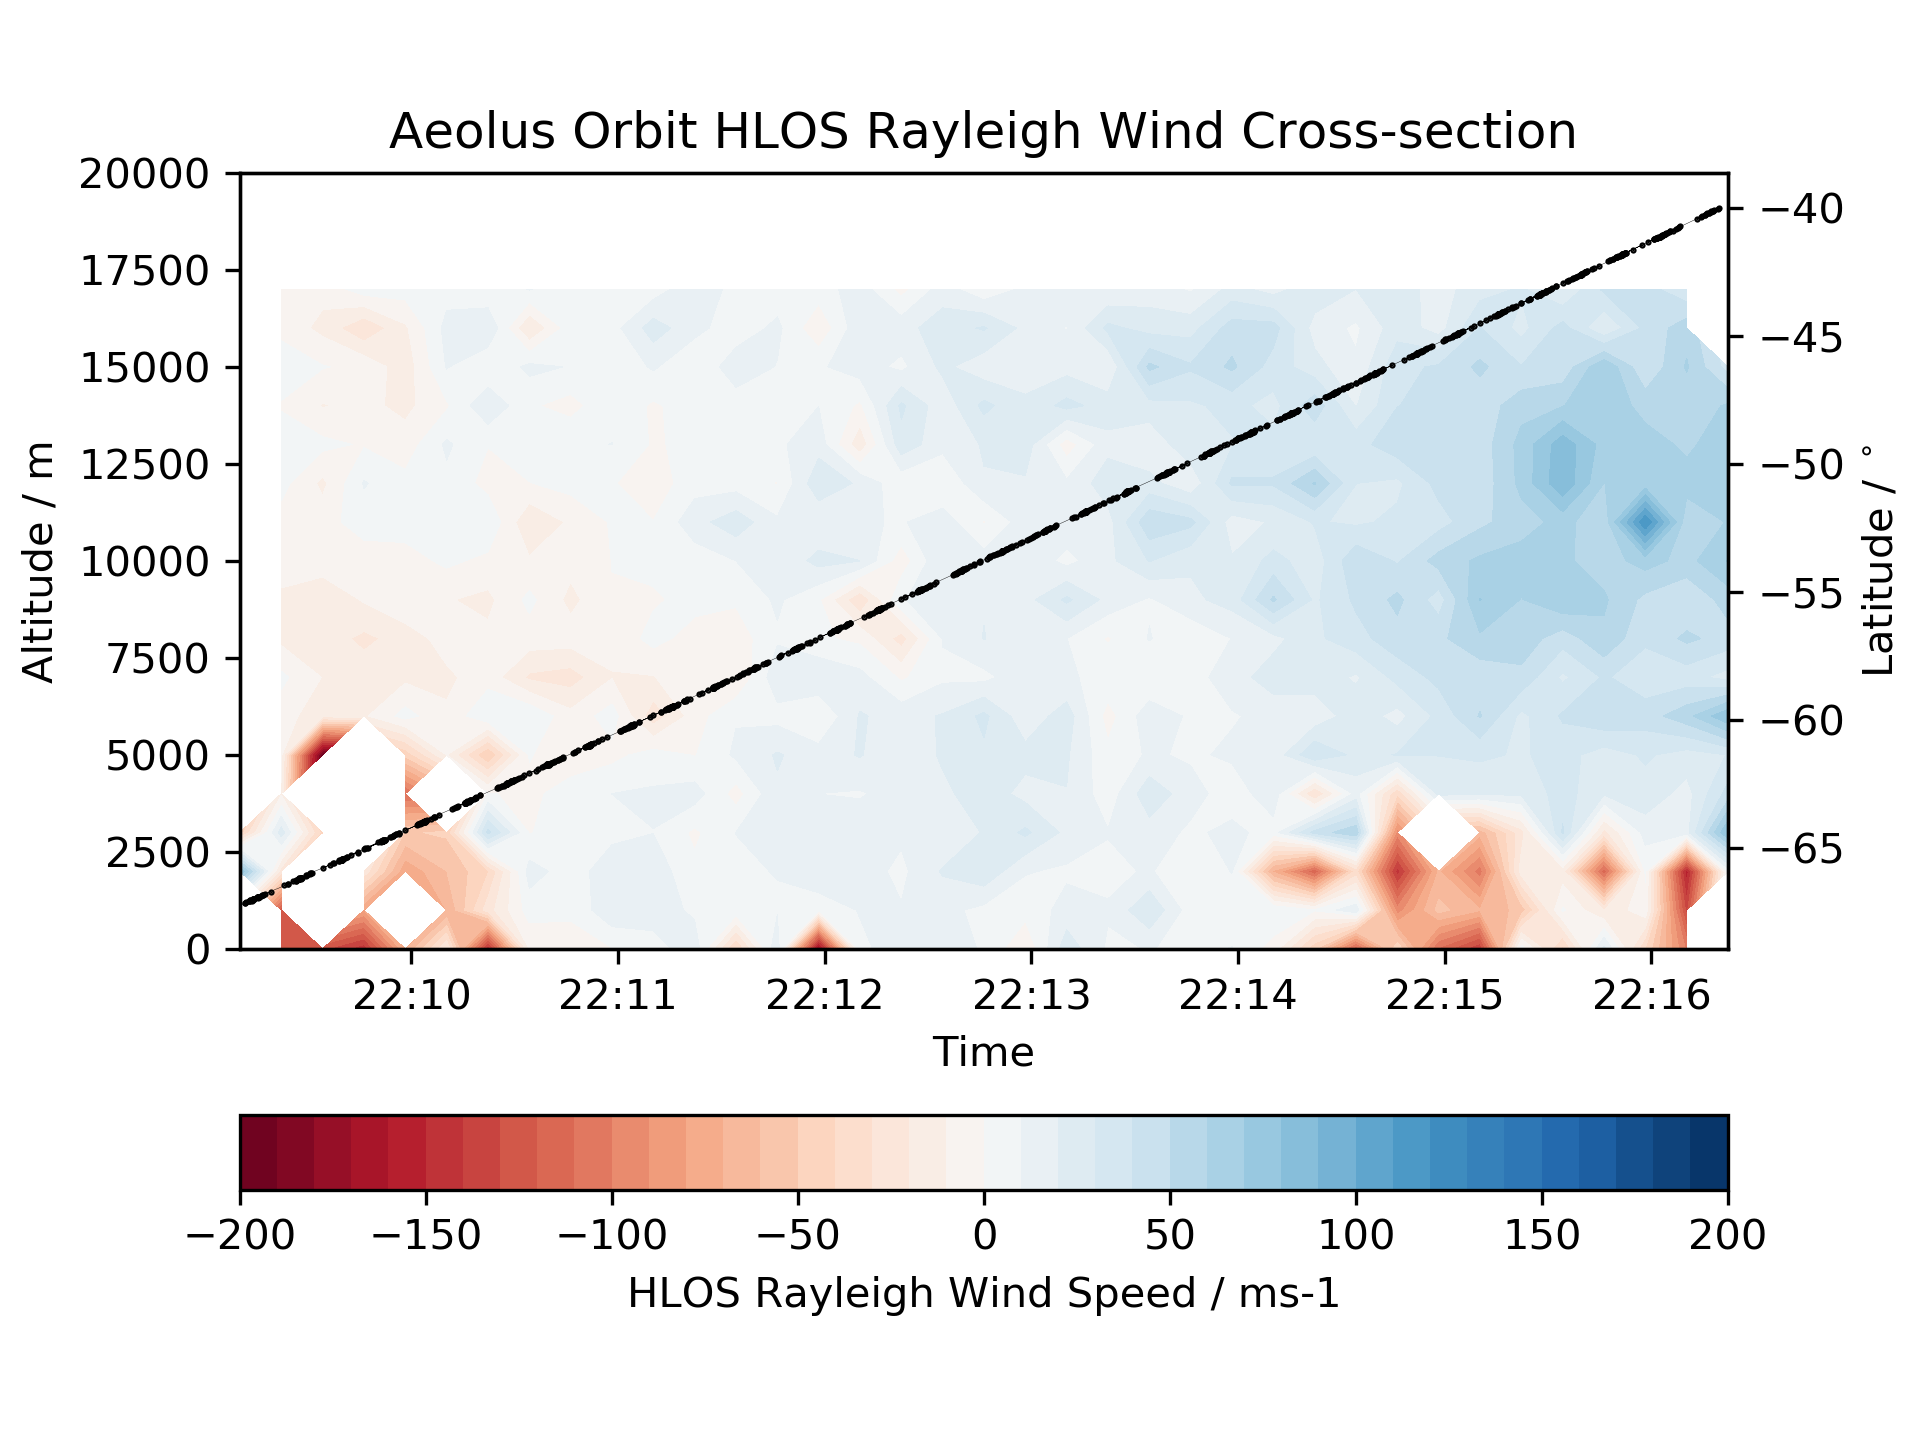 Aeolus Orbit HLOS Rayleigh Wind Cross-section
20000
17500
15000
12500
10000
7500
5000
2500
0
Altitude / m
−40
−45
−50
−55
−60
−65
Latitude / °
22:10 22:11 22:12 22:13 22:14 22:15 22:16
Time
−200 −150 −100 −50 0 50 100 150 200
HLOS Rayleigh Wind Speed / ms-1